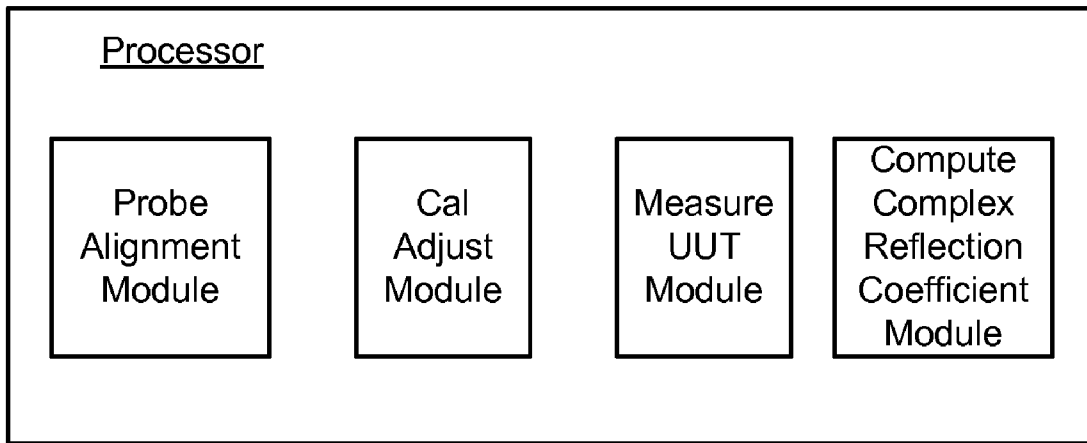 Processor
Probe
Alignment
Module
Cal
Adjust
Module
Measure
UUT
Module
Compute
Complex
Reflection
Coefficient
Module